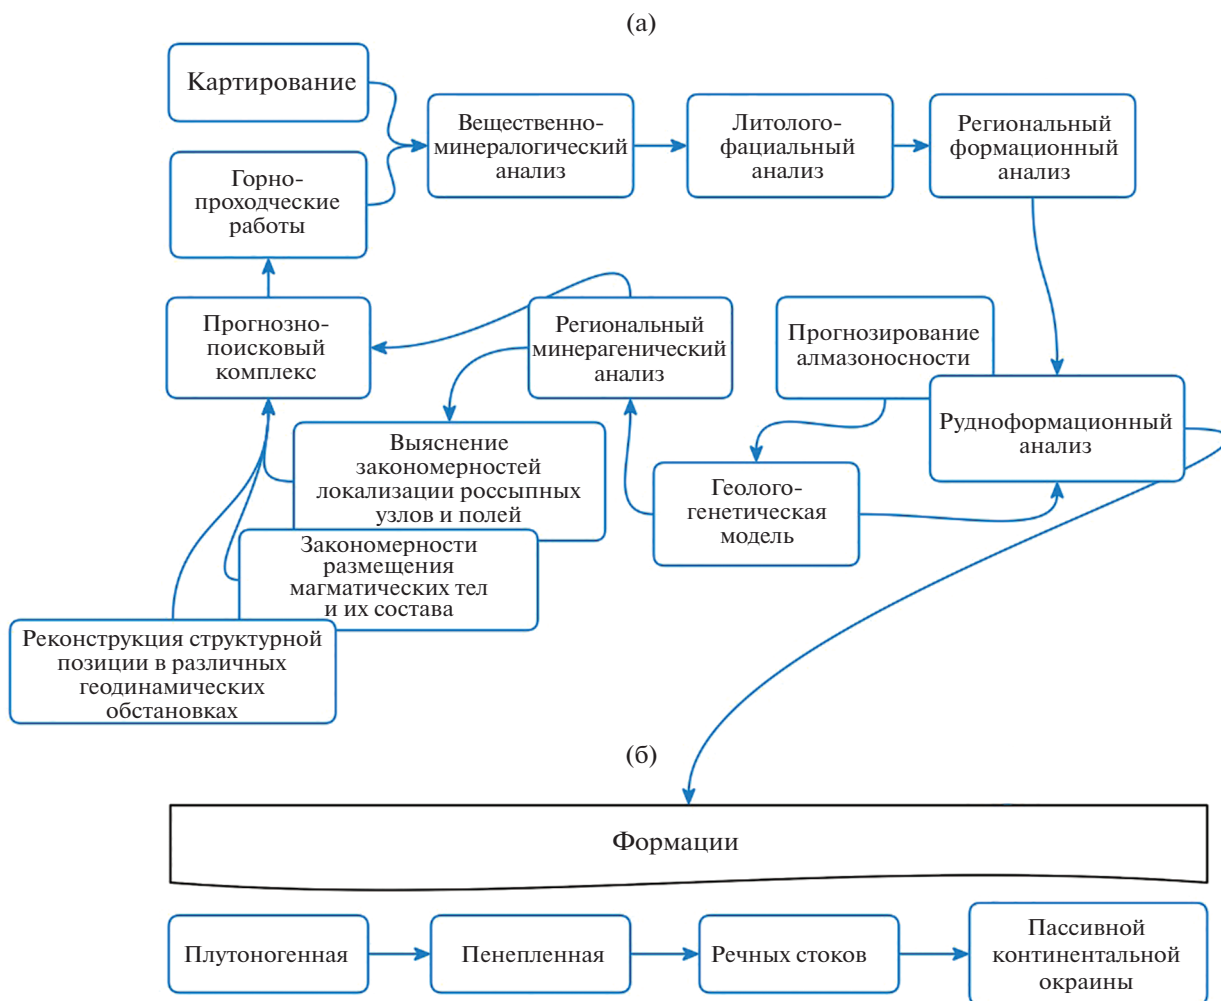 (а)
Картирование
Вещественно-
минералогический
анализ
Литолого-
фациальный
анализ
Региональный
формационный
анализ
Горно-
проходческие
работы
Прогнозно-
поисковый
комплекс
Региональный
минерагенический
анализ
Прогнозирование
алмазоносности
Рудноформационный
анализ
Выяснение
закономерностей
локализации россыпных
узлов и полей
Геолого-
генетическая
модель
Закономерности
размещения
магматических тел
и их состава
Реконструкция структурной
позиции в различных
геодинамических
обстановках
(б)
Формации
Плутоногенная
Пенепленная
Речных стоков
Пассивной
континентальной
окраины